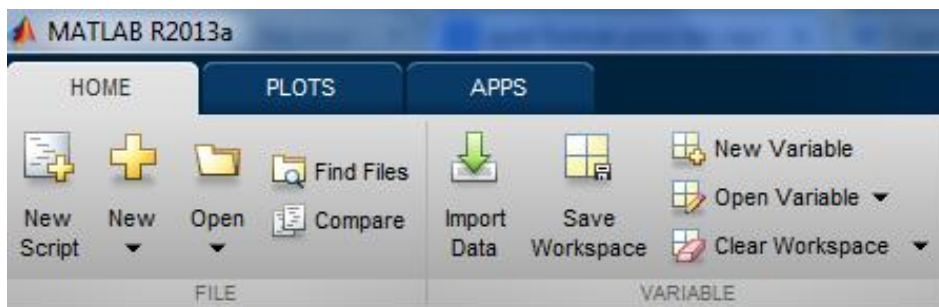 MATLAB R2013a
HOME
PLOTS
APPS
New Script
New
Open
Find Files
Compare
Import Data
Save Workspace
New Variable
Open Variable
Clear Workspace
FILE
VARIABLE